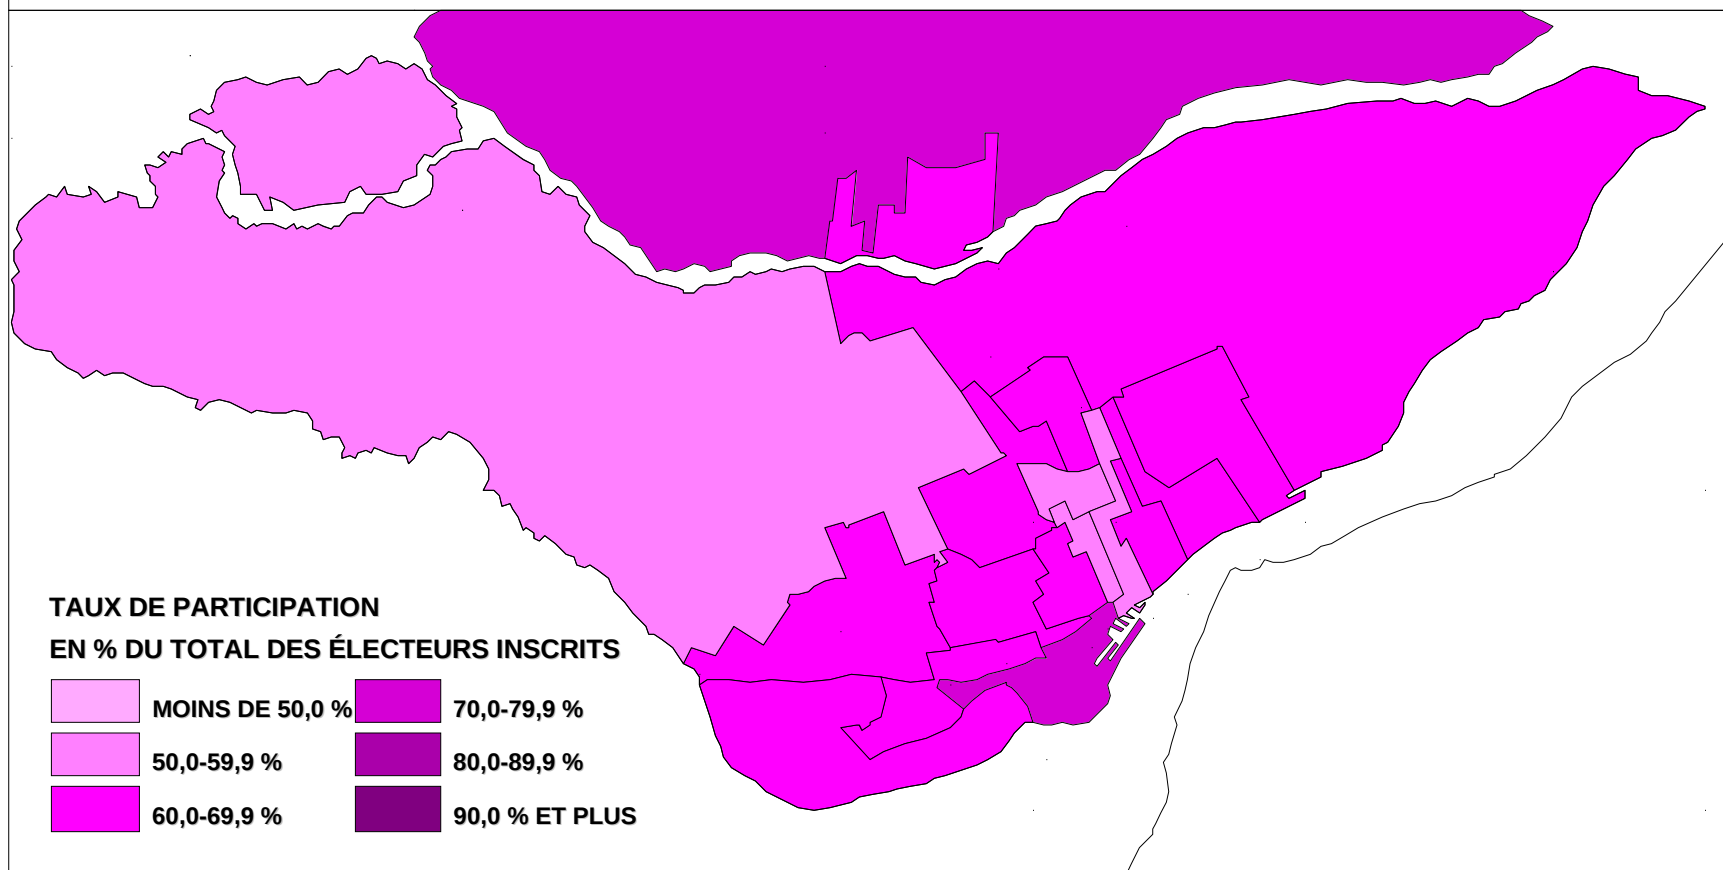 TAUX DE PARTICIPATION
EN % DU TOTAL DES ÉLECTEURS INSCRITS
MOINS DE 50,0 %
50,0-59,9 %
60,0-69,9 %
70,0-79,9 %
80,0-89,9 %
90,0 % ET PLUS